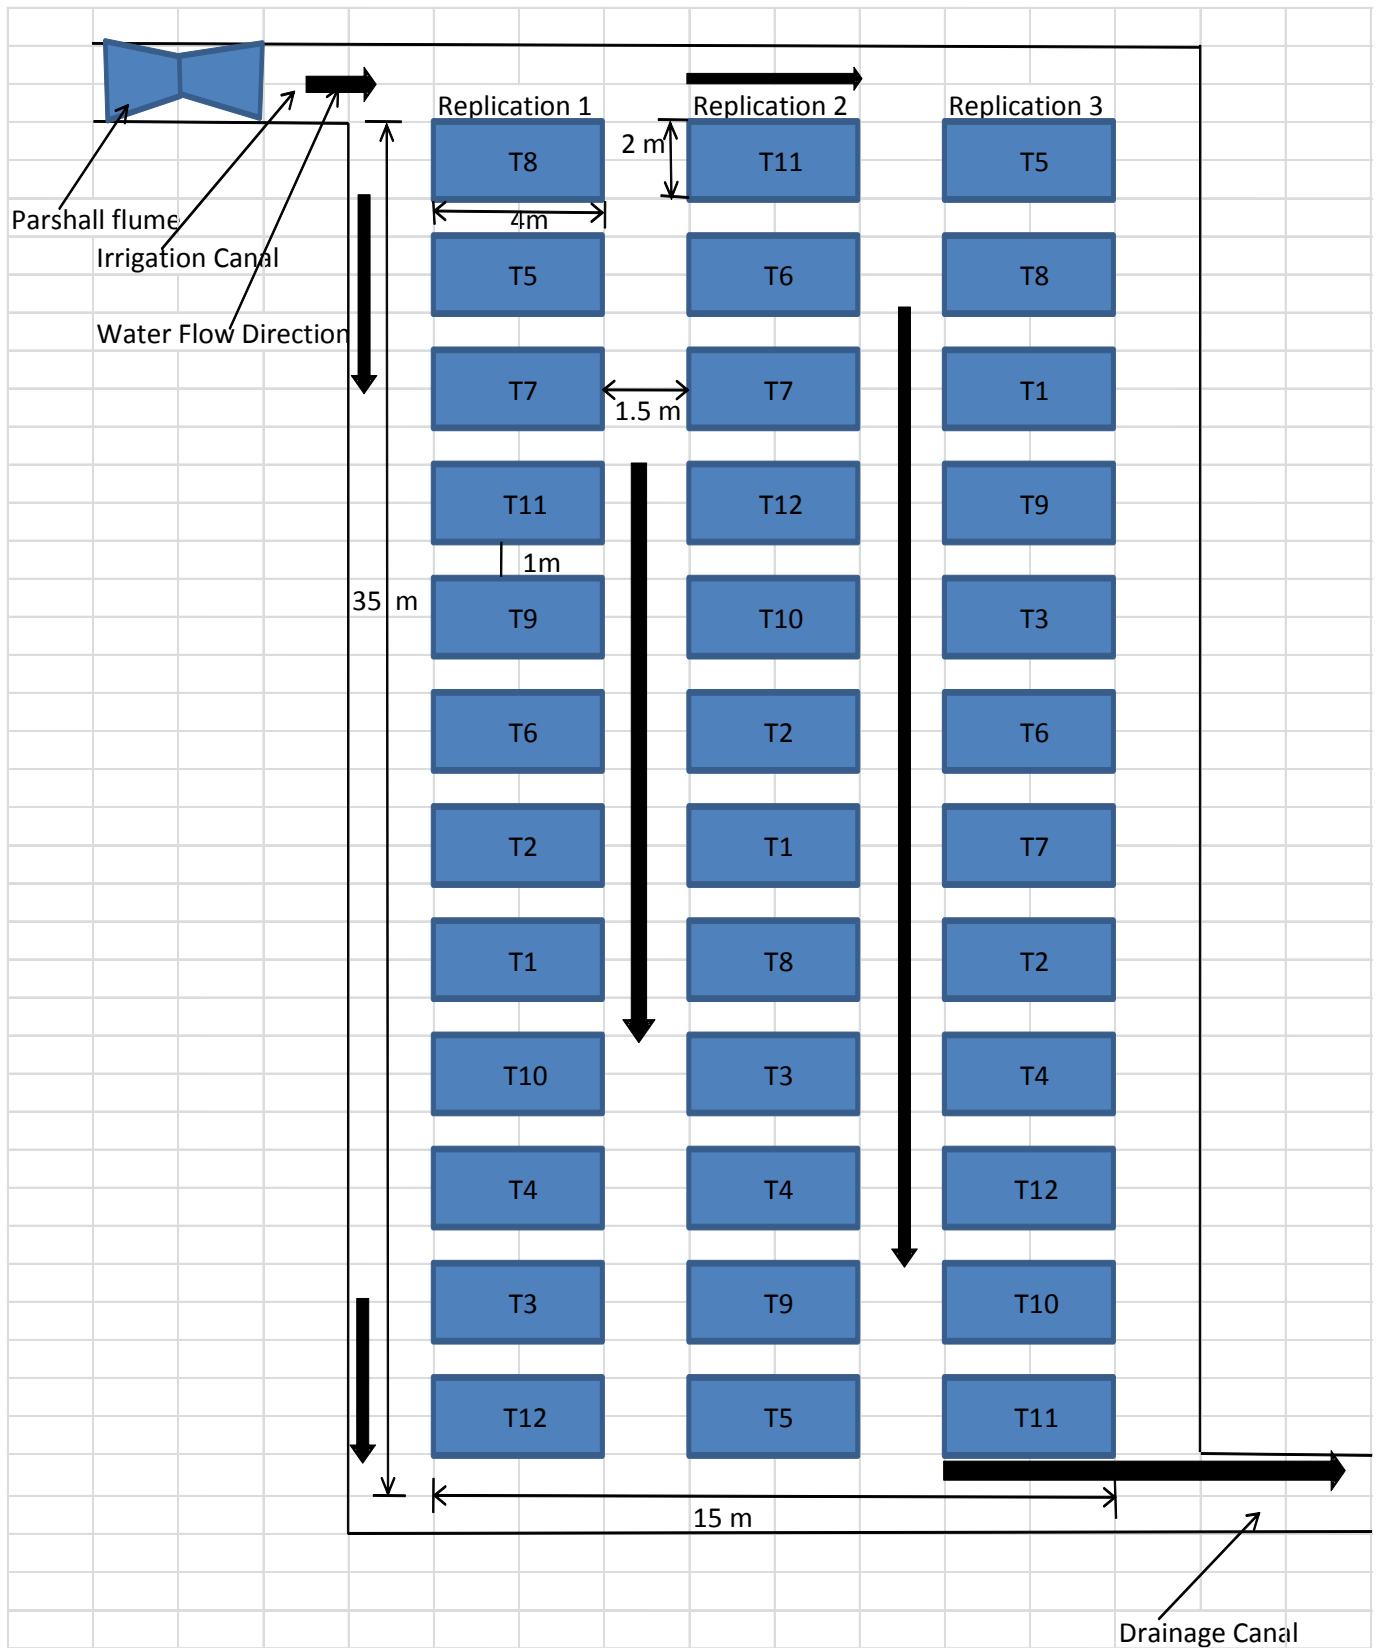 Replication 1 Replication 2 Replication 3
T8 2 m T11 T5
Parshall flume
4m
Irrigation Canal
T5 T6 T8
Water Flow Direction
T7 T7 T1
1.5 m
T11 T12 T9
1m
35 m
T9 T10 T3
T6 T2 T6
T2 T1 T7
T1 T8 T2
T10 T3 T4
T4 T4 T12
T3 T9 T10
T12 T5 T11
15 m
Drainage Canal